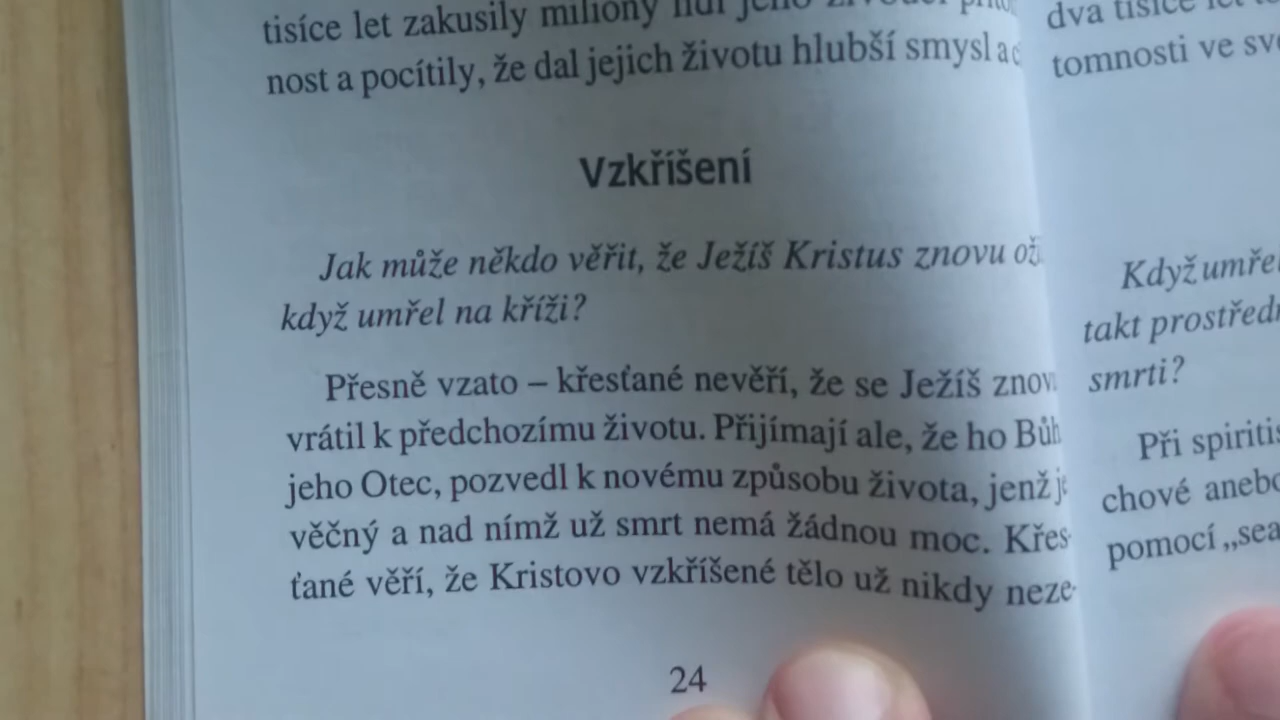 tisíce let zakusily miliony lidí
nost a pocítily, že dal jejich životu hlubší smysl a
Vzkříšení
Jak může někdo věřit, že Ježíš Kristus znovu
když umřel na kříži?
Přesně vzato – křesťané nevěří, že se Ježíš
vrátil k předchozímu životu. Přijímají ale, že ho Bůh
jeho Otec, pozvedl k novému způsobu života, jenž
věčný a nad nímž už smrt nemá žádnou moc. Křes-
ťané věří, že Kristovo vzkříšené tělo už nikdy neze-
24
dva tisíce
tomnosti ve
Když
takt
smrti?
Při
chové anebo
pomocí